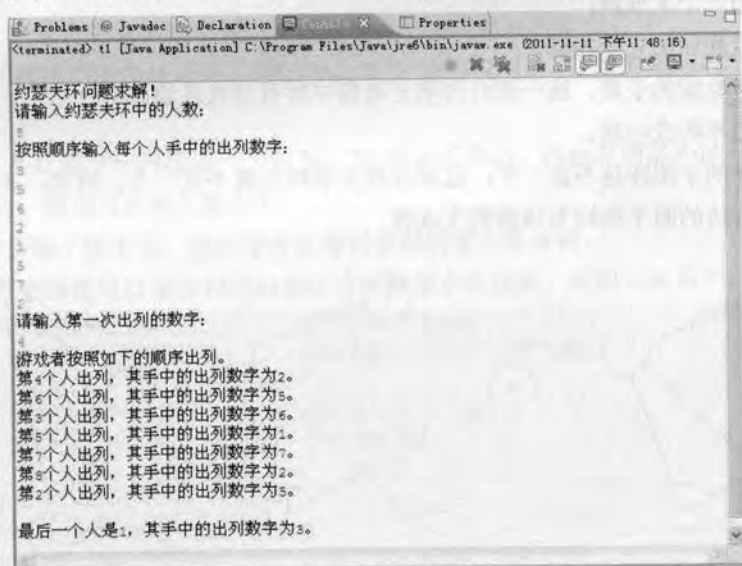 Problems @ Javadoc Declaration Console Properties
<terminated> t1 [Java Application] C:\Program Files\Java\jre6\bin\javaw.exe (2011-11-11 下午11:48:16)
约瑟夫环问题求解!
请输入约瑟夫环中的人数:
8
按照顺序输入每个人手中的出列数字:
3
5
6
2
1
5
7
2
请输入第一次出列的数字:
4
游戏者按照如下的顺序出列。
第4个人出列, 其手中的出列数字为2。
第6个人出列, 其手中的出列数字为5。
第3个人出列, 其手中的出列数字为6。
第5个人出列, 其手中的出列数字为1。
第7个人出列, 其手中的出列数字为7。
第8个人出列, 其手中的出列数字为2。
第2个人出列, 其手中的出列数字为5。
最后一个人是1, 其手中的出列数字为3。